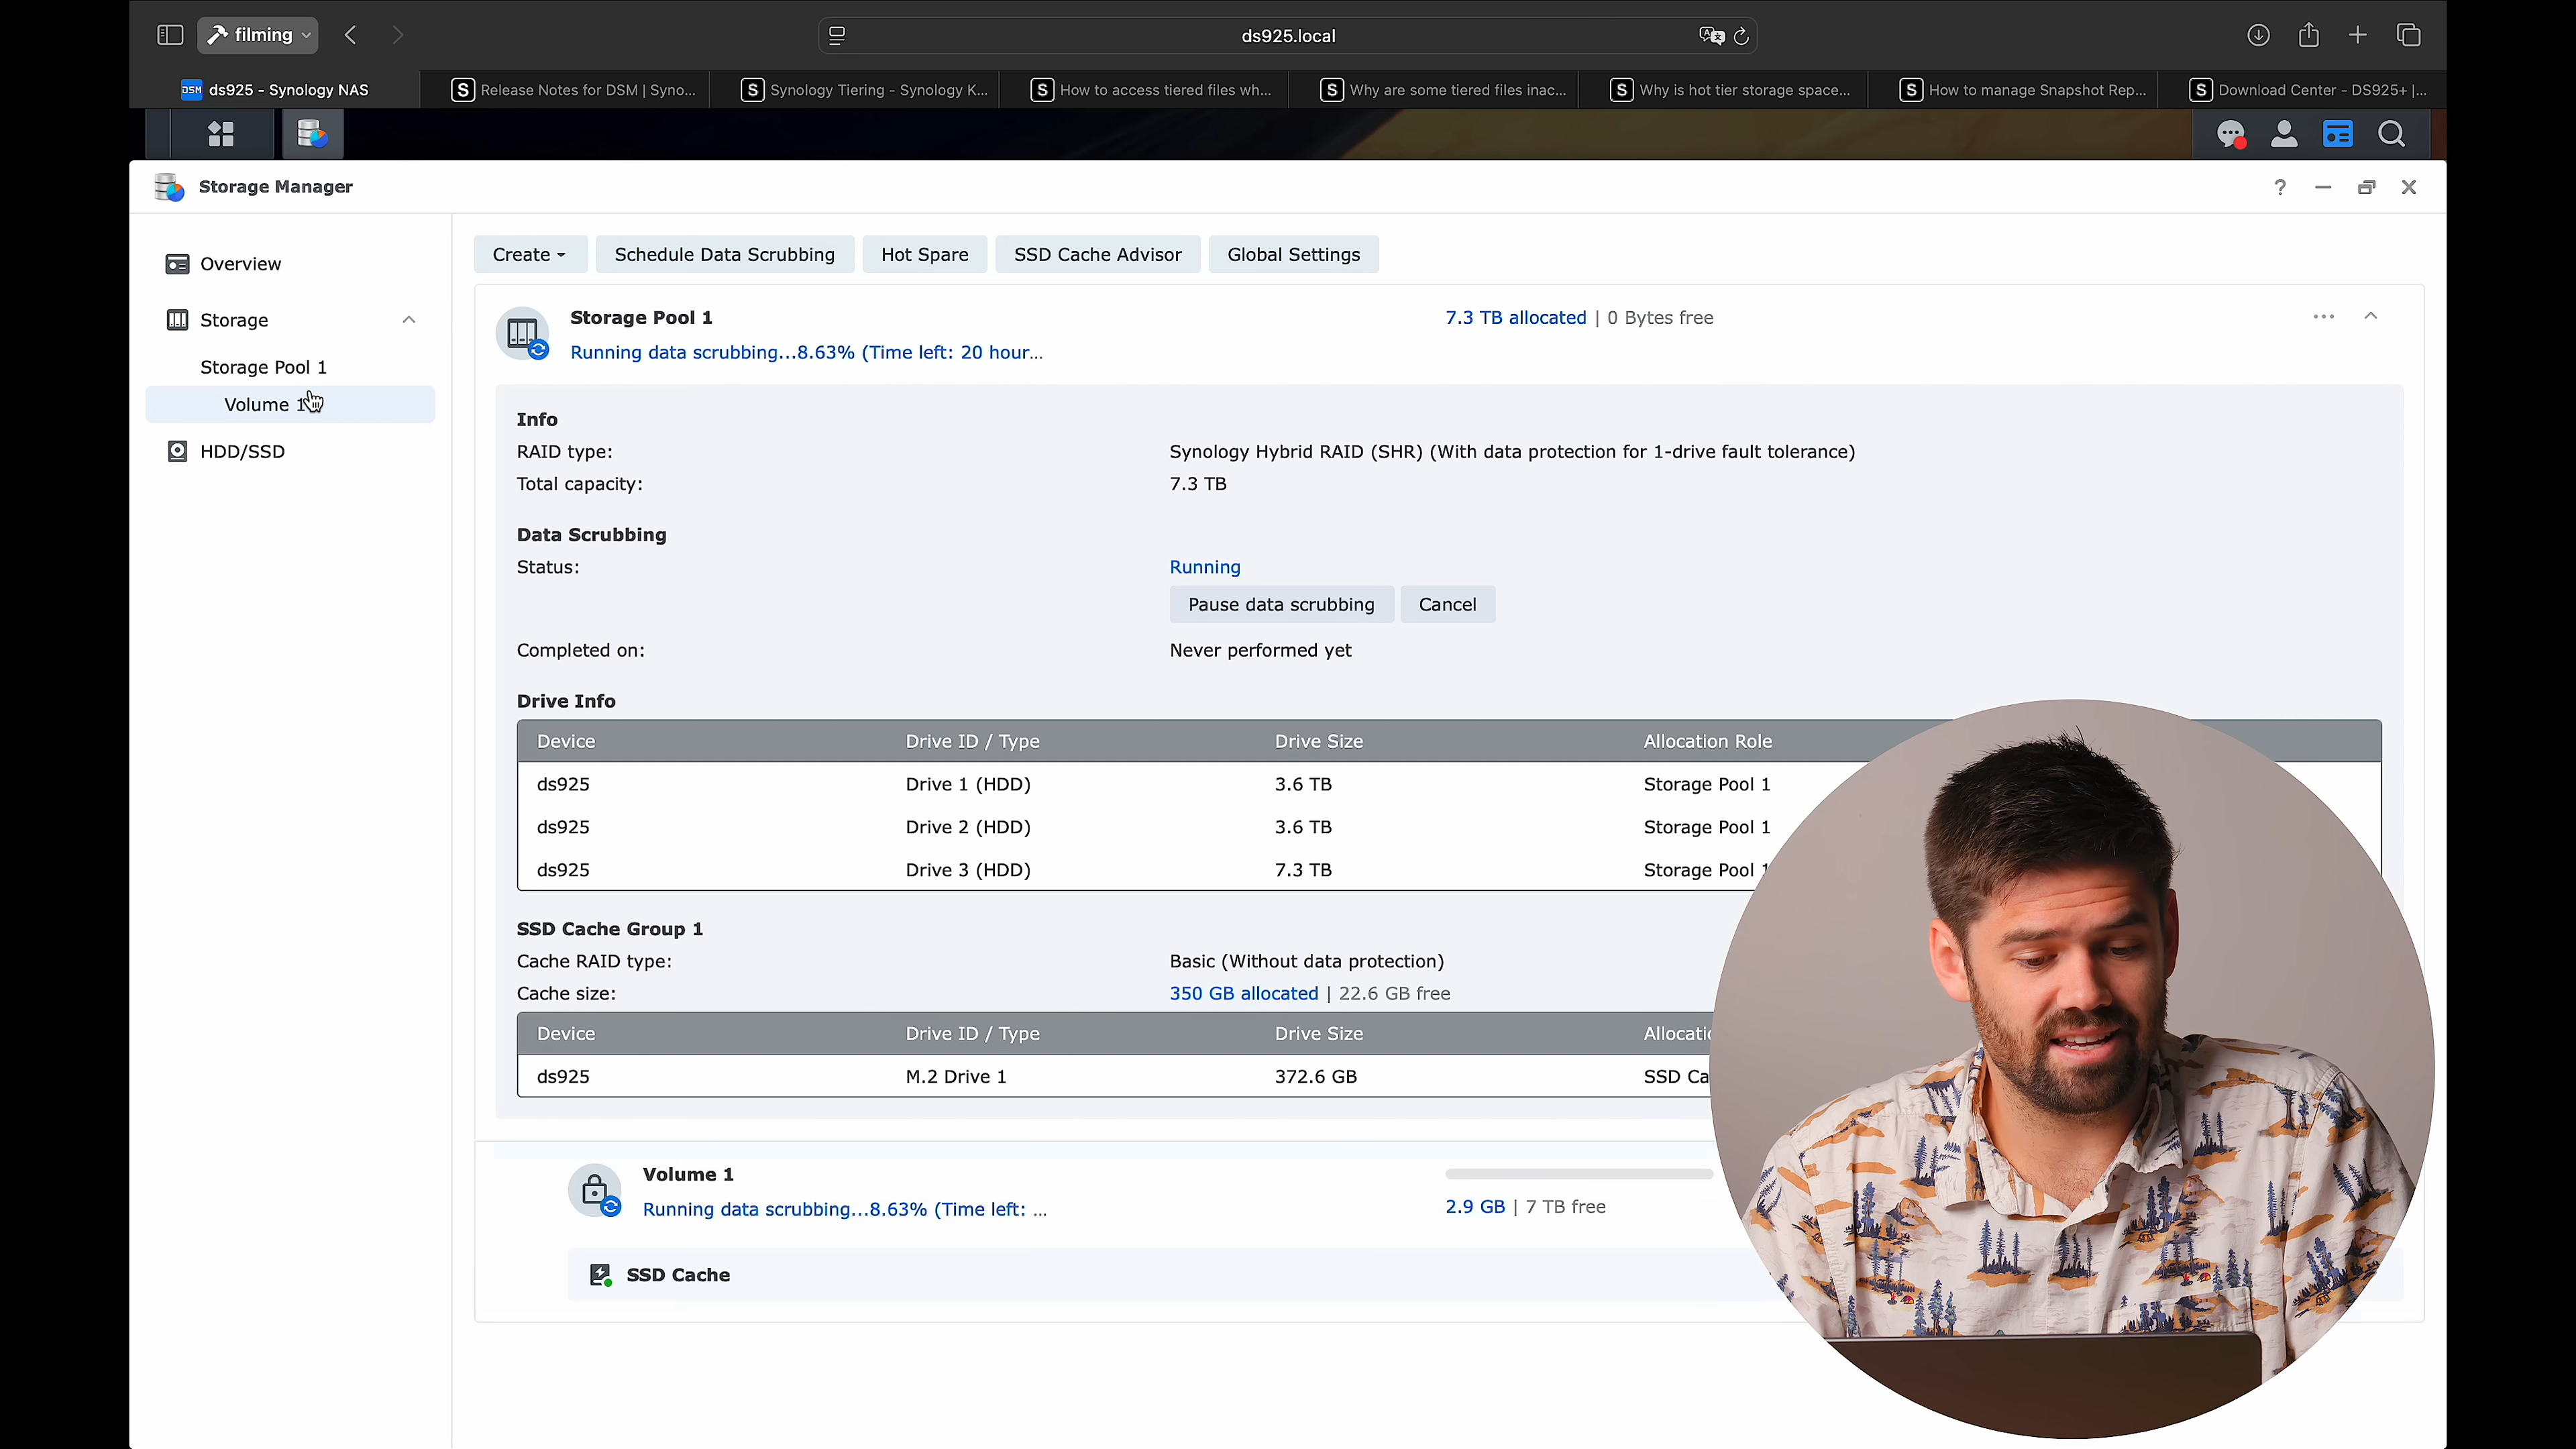 filming
ds925.local
DSM ds925 - Synology NAS
S Release Notes for DSM | Syno...
S Synology Tiering - Synology K...
S How to access tiered files wh...
S Why are some tiered files inac...
S Why is hot tier storage space...
S How to manage Snapshot Rep...
S Download Center - DS925+ |...
Storage Manager
?
Overview
Storage
Storage Pool 1
Volume 1
HDD/SSD
Create
Schedule Data Scrubbing
Hot Spare
SSD Cache Advisor
Global Settings
Storage Pool 1
7.3 TB allocated | 0 Bytes free
Running data scrubbing...8.63% (Time left: 20 hour...
Info
RAID type: Synology Hybrid RAID (SHR) (With data protection for 1-drive fault tolerance)
Total capacity: 7.3 TB
Data Scrubbing
Status: Running
Pause data scrubbing Cancel
Completed on: Never performed yet
Drive Info
Device Drive ID / Type Drive Size Allocation Role
ds925 Drive 1 (HDD) 3.6 TB Storage Pool 1
ds925 Drive 2 (HDD) 3.6 TB Storage Pool 1
ds925 Drive 3 (HDD) 7.3 TB Storage Pool 1
SSD Cache Group 1
Cache RAID type: Basic (Without data protection)
Cache size: 350 GB allocated | 22.6 GB free
Device Drive ID / Type Drive Size Allocati
ds925 M.2 Drive 1 372.6 GB SSD Ca
Volume 1
Running data scrubbing...8.63% (Time left: ...
2.9 GB | 7 TB free
SSD Cache